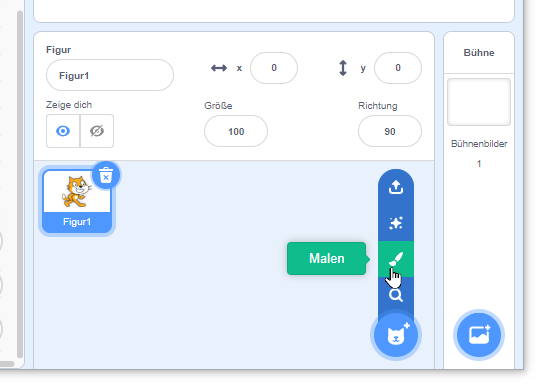 Figur
Figur1
x
0
y
0
Zeige dich
Größe
100
Richtung
90
Figur1
Malen
Bühne
Bühnenbilder
1